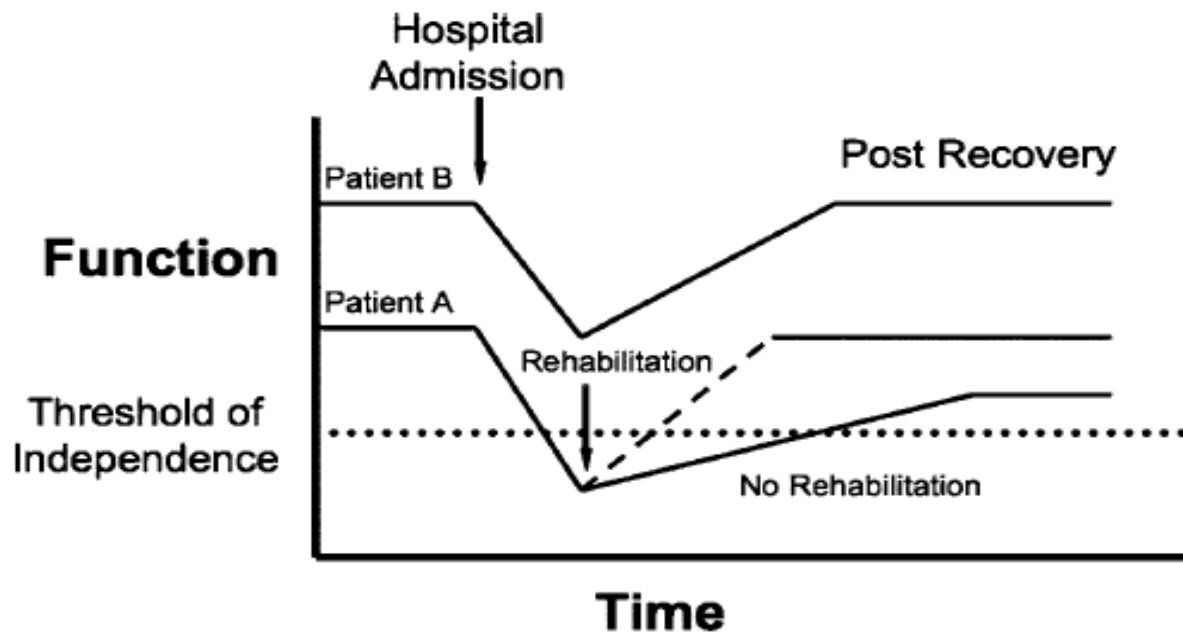 Hospital
Admission
Post Recovery
Patient B
Function
Patient A
Rehabilitation
Threshold of
Independence
No Rehabilitation
Time